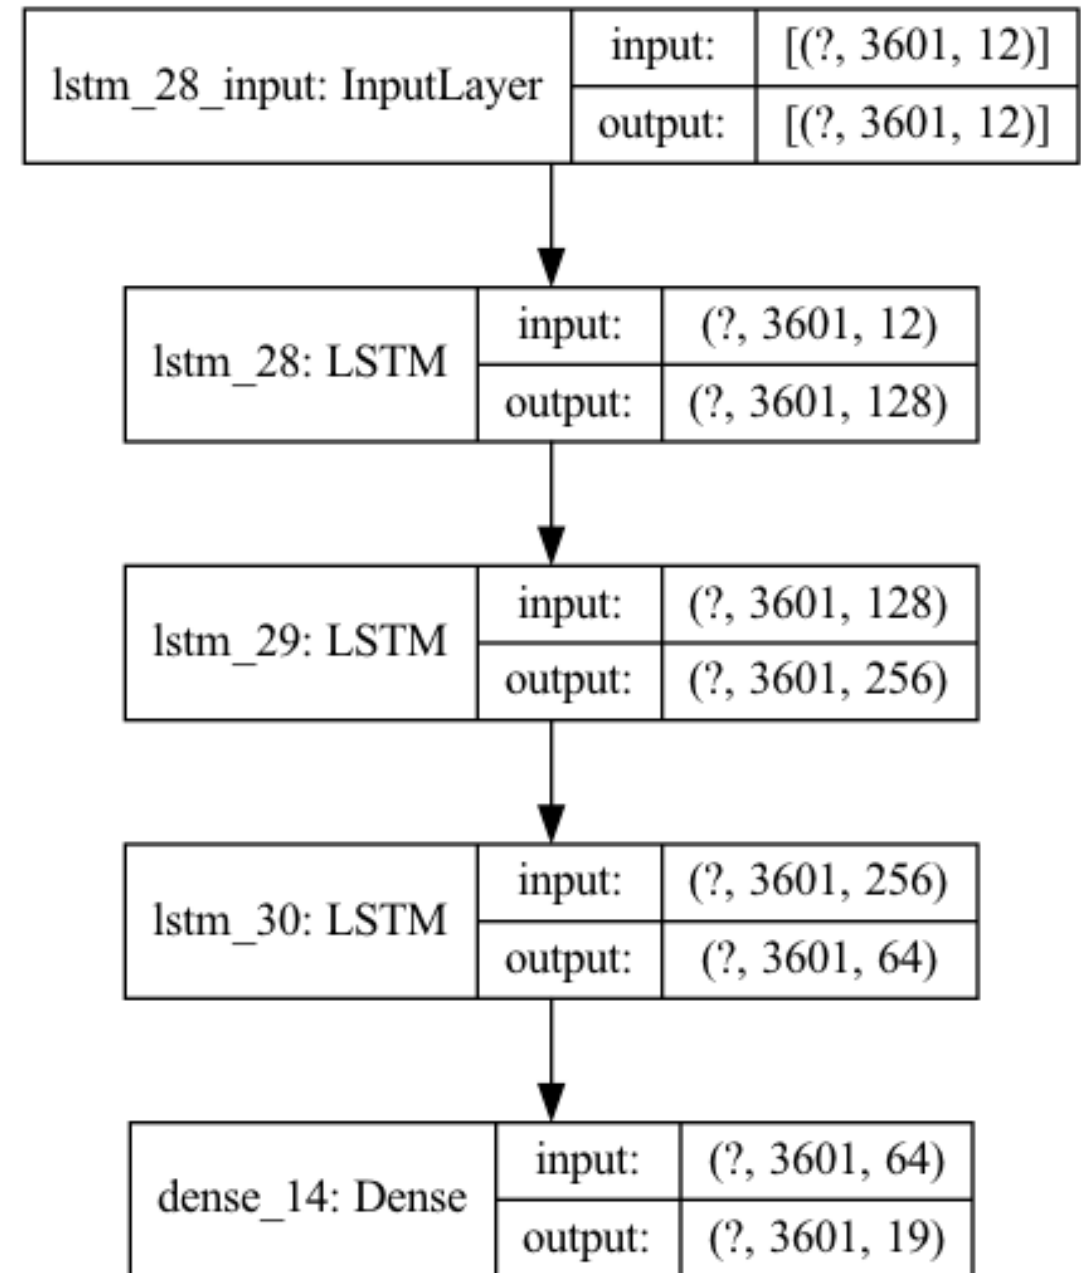 lstm_28_input: InputLayer
input: [(?, 3601, 12)]
output: [(?, 3601, 12)]
lstm_28: LSTM
input: (?, 3601, 12)
output: (?, 3601, 128)
lstm_29: LSTM
input: (?, 3601, 128)
output: (?, 3601, 256)
lstm_30: LSTM
input: (?, 3601, 256)
output: (?, 3601, 64)
dense_14: Dense
input: (?, 3601, 64)
output: (?, 3601, 19)